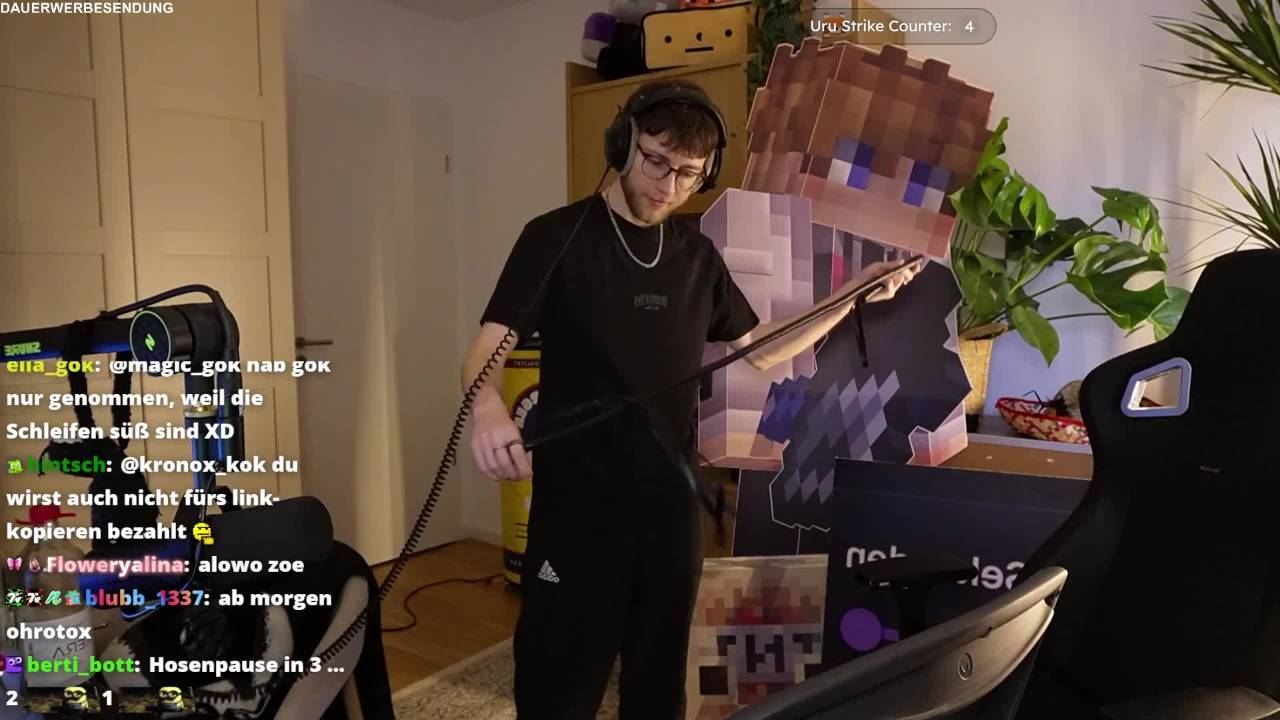 DAUERWERBESENDUNG
Uru Strike Counter: 4
ella_gok: @magic_gok hab gok
nur genommen, weil die
Schleifen süß sind XD
@kronox_kok du
wirst auch nicht fürs link-
kopieren bezahlt
Floweryalina: alowo zoe
blubb_1337: ab morgen
ohrotox
berti_bott: Hosenpause in 3 ...
2 1
adidas
TNT